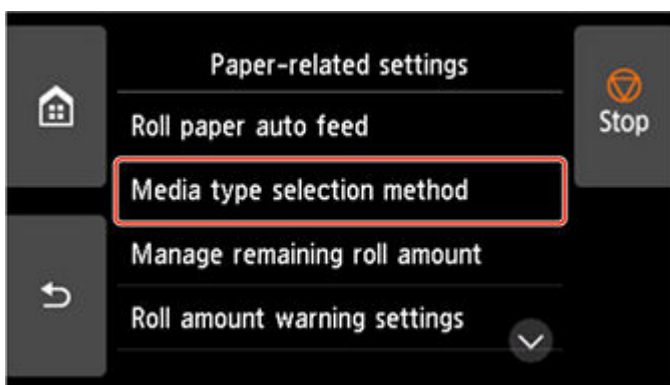 Paper-related settings
Stop
Roll paper auto feed
Media type selection method
Manage remaining roll amount
Roll amount warning settings